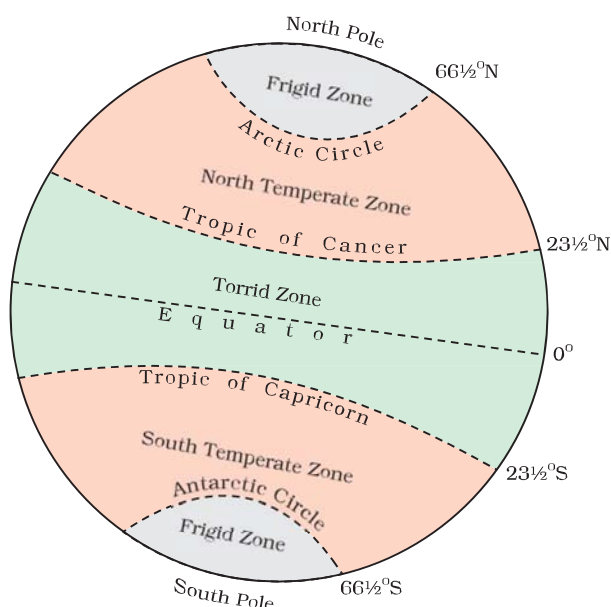 North Pole
66½°N
Frigid Zone
Arctic Circle
North Temperate Zone
Tropic of Cancer
23½°N
Torrid Zone
Equator
0°
Tropic of Capricorn
South Temperate Zone
23½°S
Antarctic Circle
Frigid Zone
66½°S
South Pole